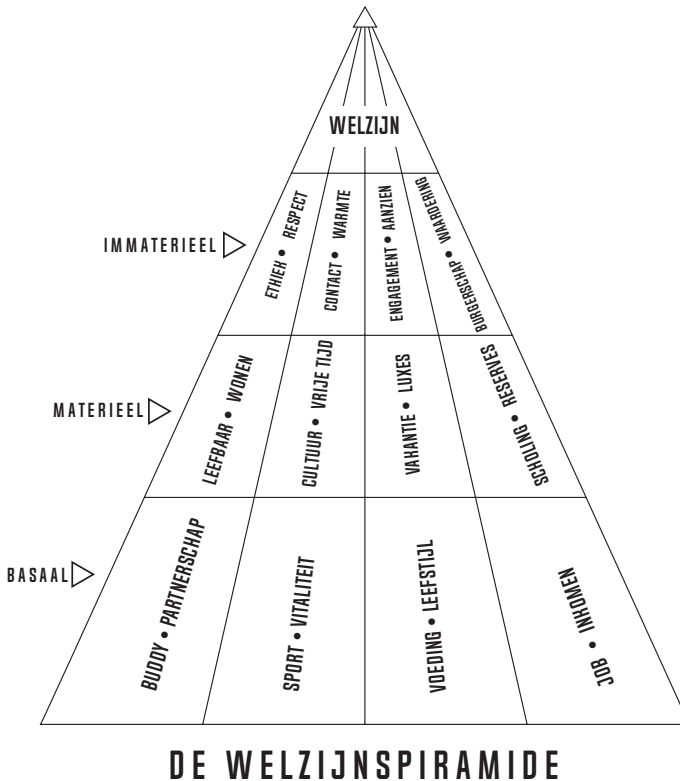 WELZIJN
IMMATERIEEL
ETHIEK • RESPECT
CONTACT • WARMTE
ENGAGEMENT • AANZIEN
BURGERSCHAP • WAARDERING
MATERIEEL
LEEFBAAR • WONEN
CULTUUR • VRIJE TIJD
VAKANTIE • LUXES
SCHOLING • RESERVES
BASAAL
BUDDY • PARTNERSCHAP
SPORT • VITALITEIT
VOEDING • LEEFSTIJL
JOB • INKOMEN
DE WELZIJNSPIRAMIDE